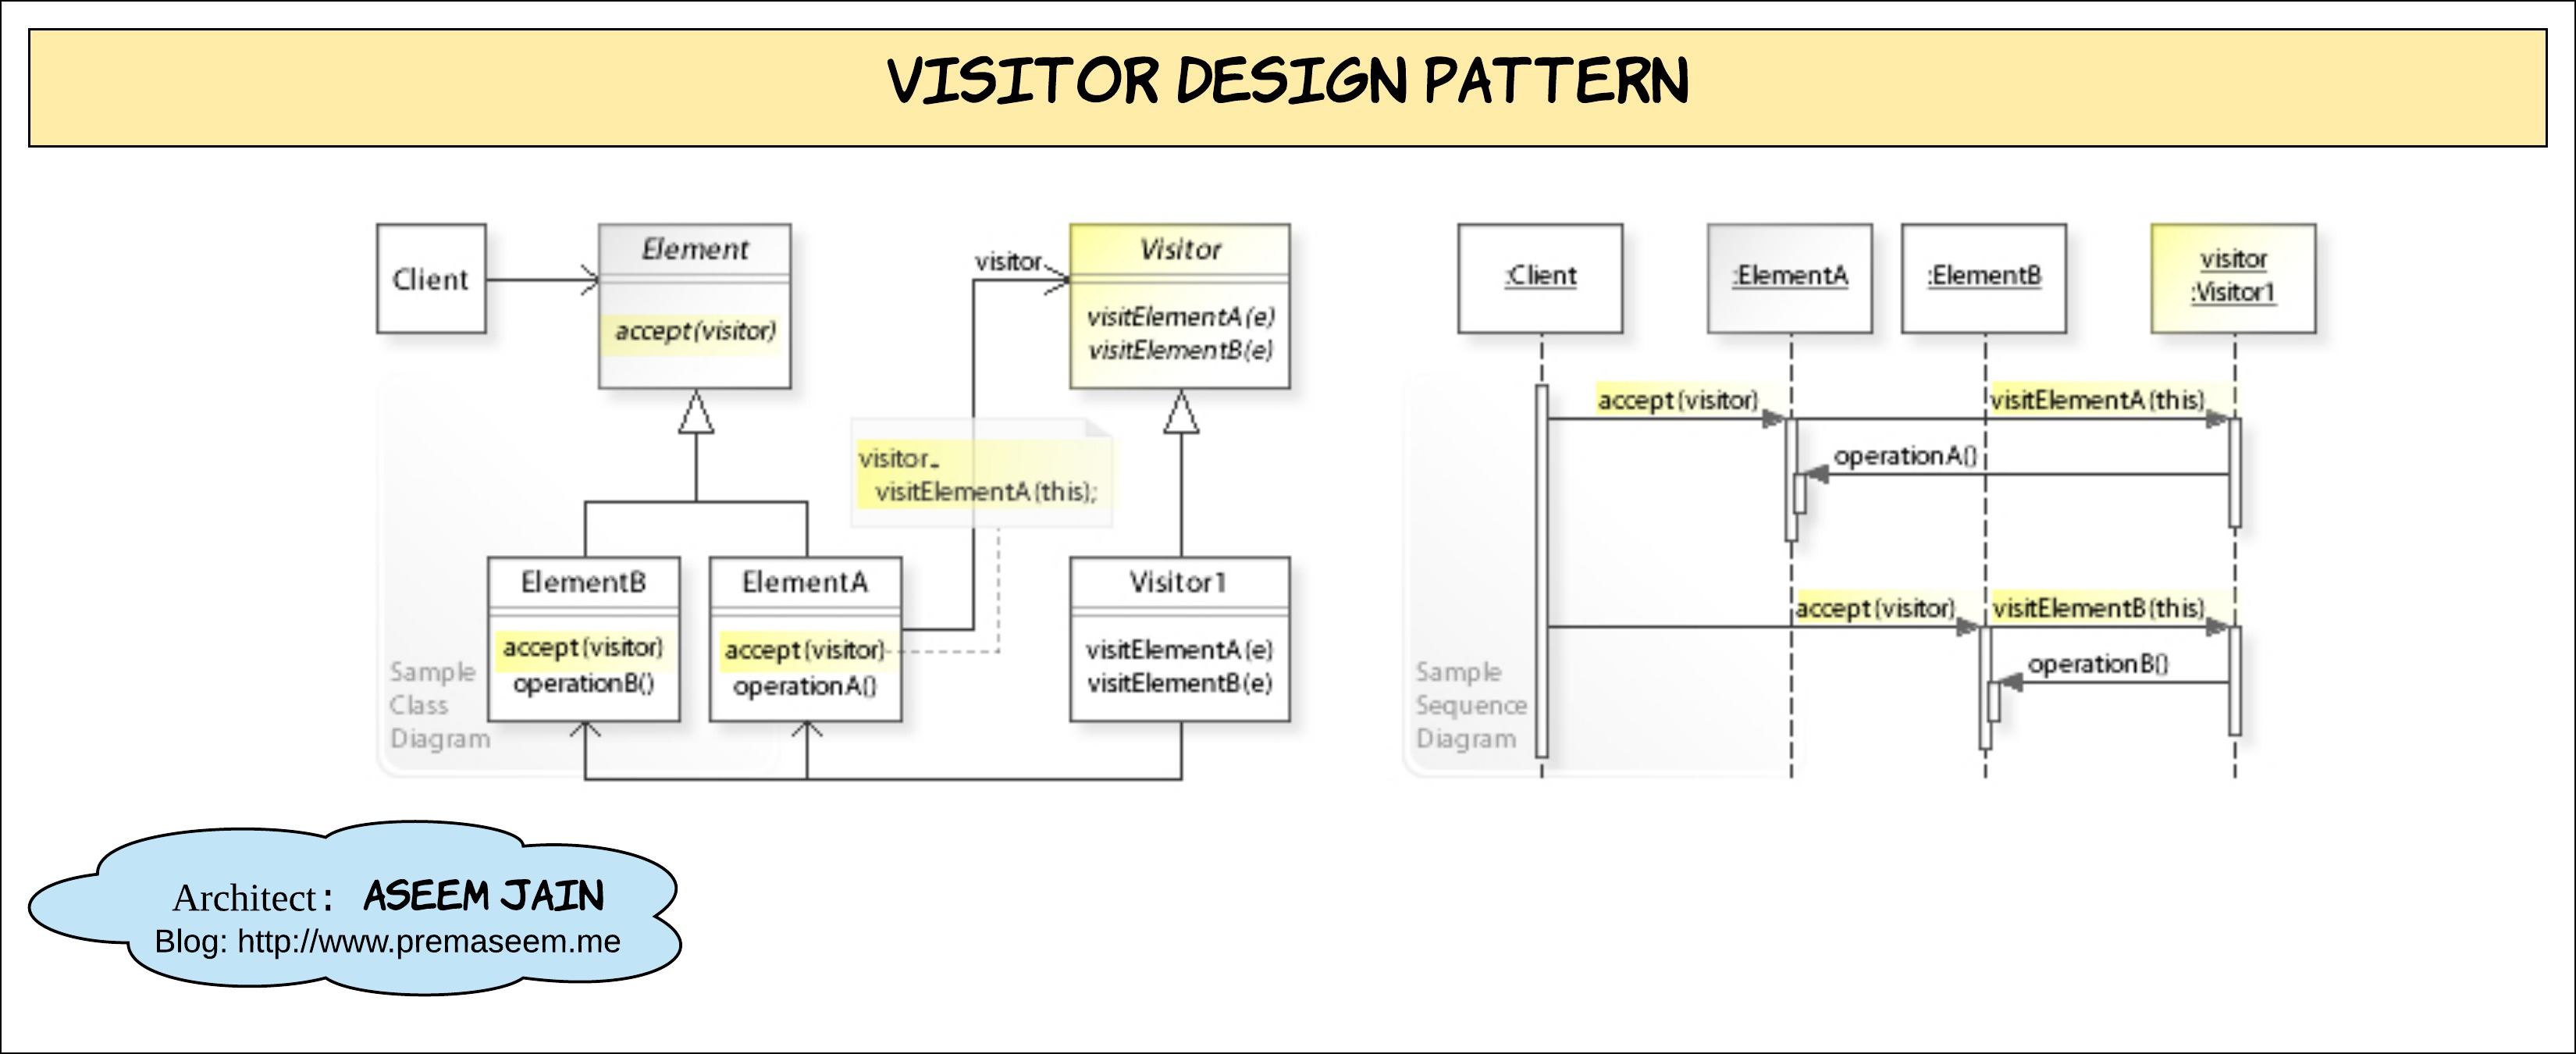 VISITOR DESIGN PATTERN
Client
Element
accept(visitor)
visitor
Visitor
visitElementA(e)
visitElementB(e)
visitor.
visitElementA(this);
ElementB
accept(visitor)
operationB()
ElementA
accept(visitor)
operationA()
Visitor1
visitElementA(e)
visitElementB(e)
Sample
Class
Diagram
:Client
:ElementA
:ElementB
visitor
:Visitor1
accept(visitor)
visitElementA(this)
operationA()
accept(visitor)
visitElementB(this)
operationB()
Sample
Sequence
Diagram
Architect: ASEEM JAIN
Blog: http://www.premaseem.me